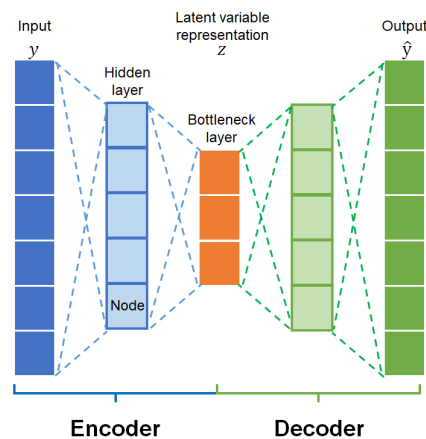 Input
y
Latent variable
representation
z
Output
ŷ
Hidden
layer
Bottleneck
layer
Node
Encoder
Decoder